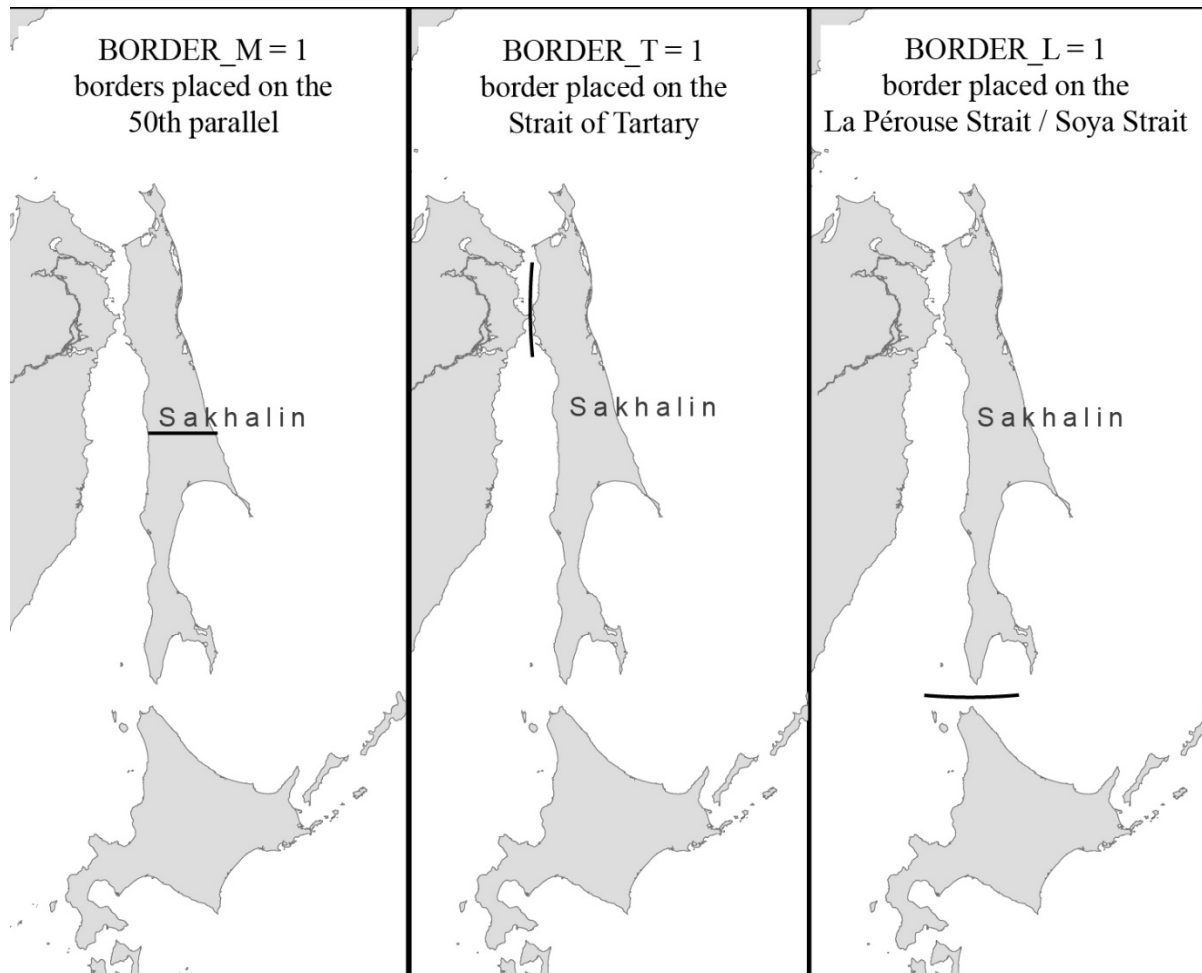 BORDER_M = 1
borders placed on the
50th parallel
Sakhalin
BORDER_T = 1
border placed on the
Strait of Tartary
Sakhalin
BORDER_L = 1
border placed on the
La Pérouse Strait / Soya Strait
Sakhalin